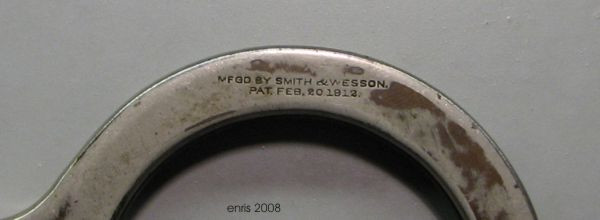 MFGD BY SMITH & WESSON.
PAT. FEB. 20 1912.
enris 2008